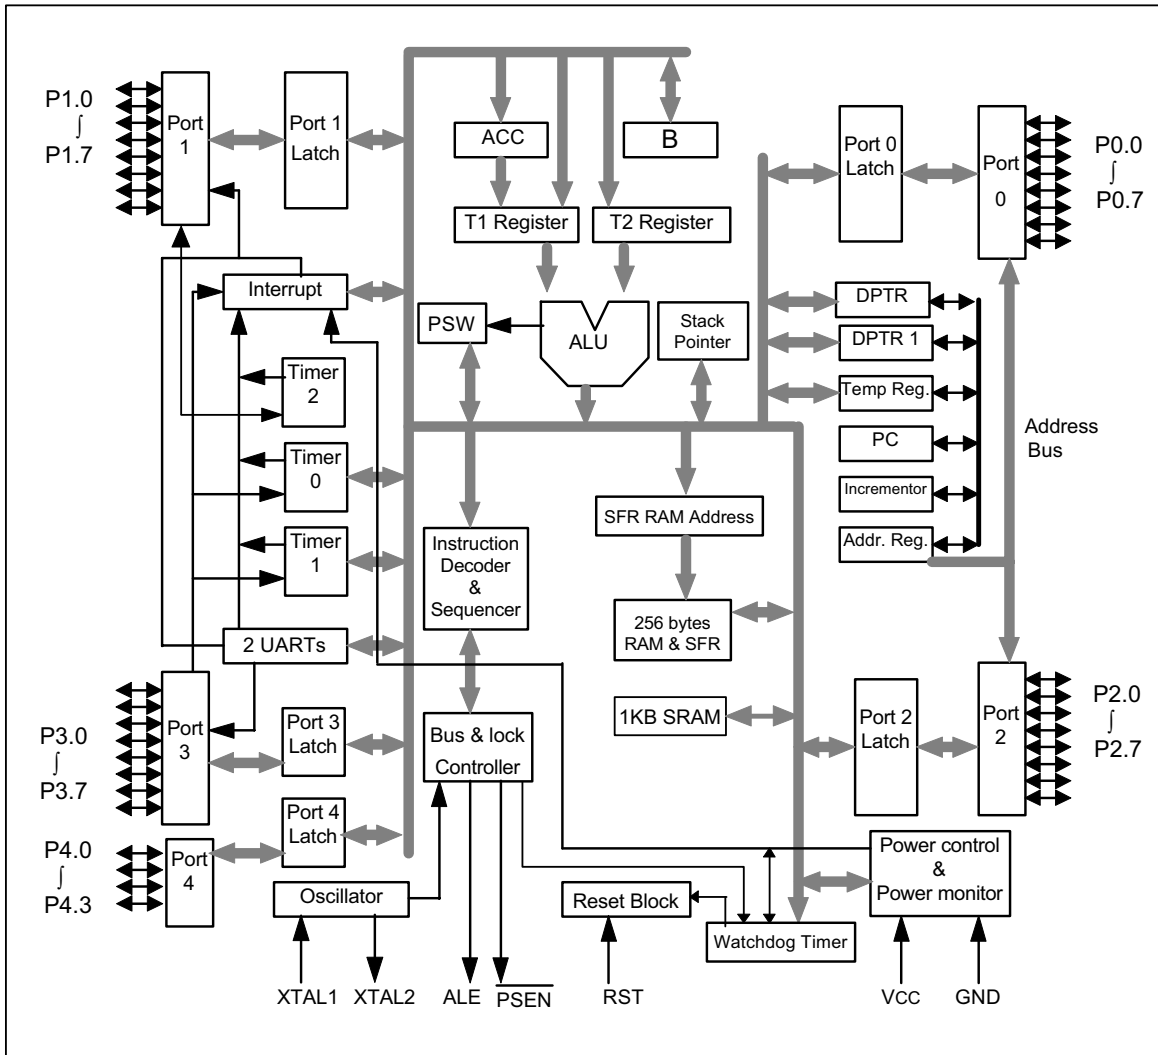 P1.0
∫
P1.7
Port
1
Port 1
Latch
ACC
B
T1 Register
T2 Register
Port 0
Latch
Port
0
P0.0
∫
P0.7
Interrupt
PSW
ALU
Stack
Pointer
DPTR
DPTR 1
Temp Reg.
PC
Incrementor
Addr. Reg.
Address
Bus
Timer
2
Timer
0
Timer
1
2 UARTs
Instruction
Decoder
&
Sequencer
SFR RAM Address
256 bytes
RAM & SFR
1KB SRAM
P3.0
∫
P3.7
Port
3
Port 3
Latch
Bus & lock
Controller
Port 2
Latch
Port
2
P2.0
∫
P2.7
P4.0
∫
P4.3
Port
4
Port 4
Latch
Oscillator
Reset Block
Watchdog Timer
Power control
&
Power monitor
XTAL1
XTAL2
ALE
PSEN
RST
VCC
GND